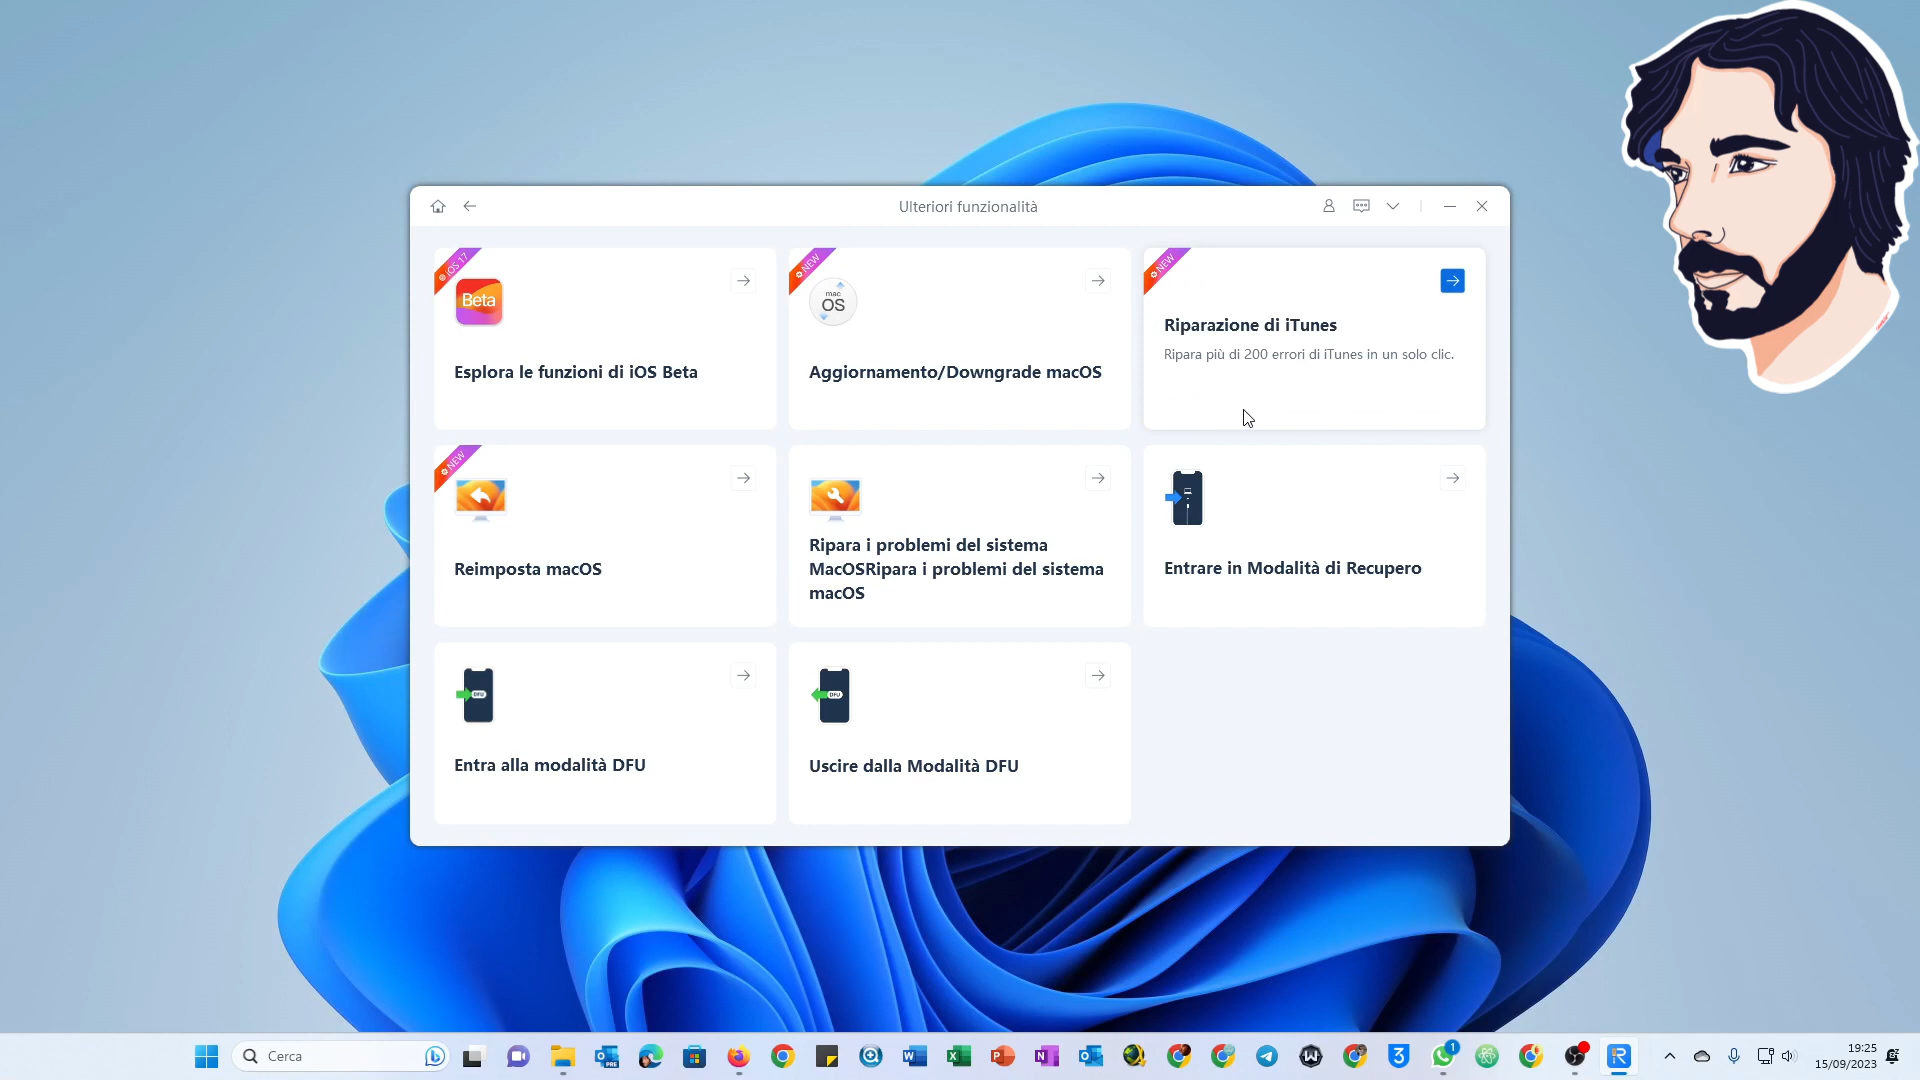 Ulteriori funzionalità
iOS 17
Beta
Esplora le funzioni di iOS Beta
NEW
mac
OS
Aggiornamento/Downgrade macOS
NEW
Riparazione di iTunes
Ripara più di 200 errori di iTunes in un solo clic.
NEW
Reimposta macOS
Ripara i problemi del sistema
MacOSRipara i problemi del sistema
macOS
Entrare in Modalità di Recupero
DFU
Entra alla modalità DFU
DFU
Uscire dalla Modalità DFU
Cerca
PRE
W
X
P
N
3
1
R
19:25
15/09/2023